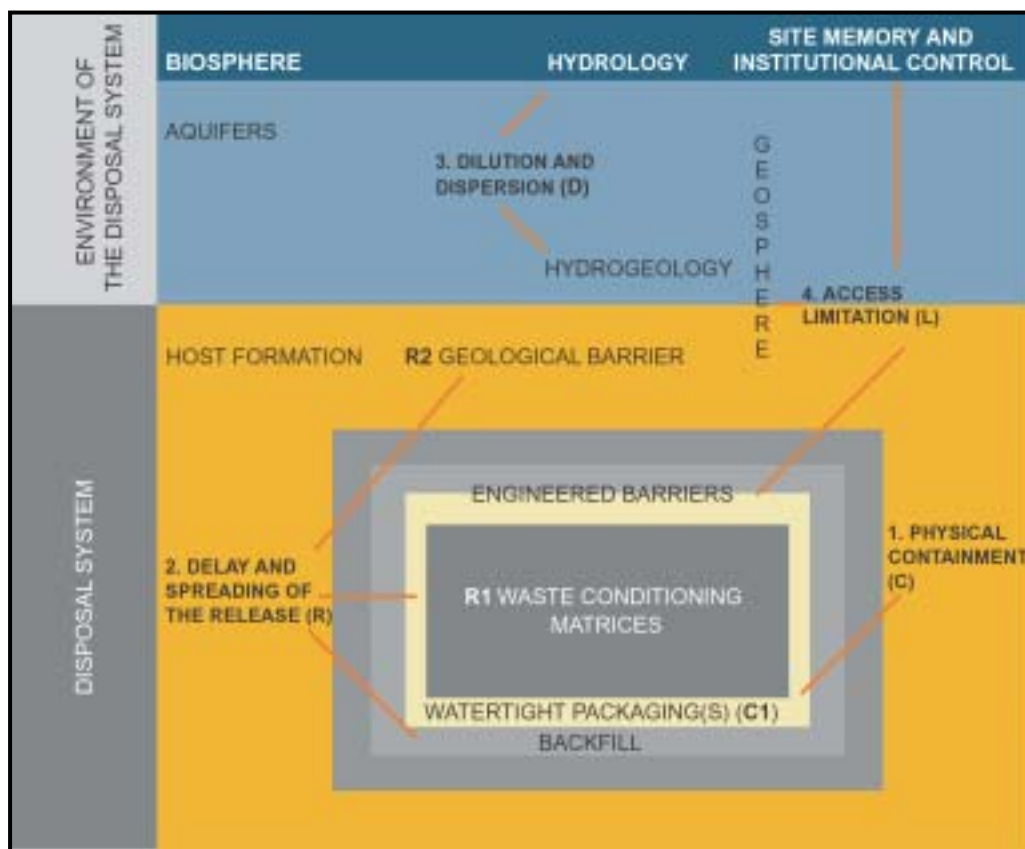 ENVIRONMENT OF
THE DISPOSAL SYSTEM
BIOSPHERE
HYDROLOGY
SITE MEMORY AND
INSTITUTIONAL CONTROL
AQUIFERS
3. DILUTION AND
DISPERSION (D)
HYDROGEOLOGY
GEOSPHERE
4. ACCESS
LIMITATION (L)
DISPOSAL SYSTEM
HOST FORMATION
R2 GEOLOGICAL BARRIER
ENGINEERED BARRIERS
2. DELAY AND
SPREADING OF
THE RELEASE (R)
R1 WASTE CONDITIONING
MATRICES
1. PHYSICAL
CONTAINMENT
(C)
WATERTIGHT PACKAGING(S) (C1)
BACKFILL